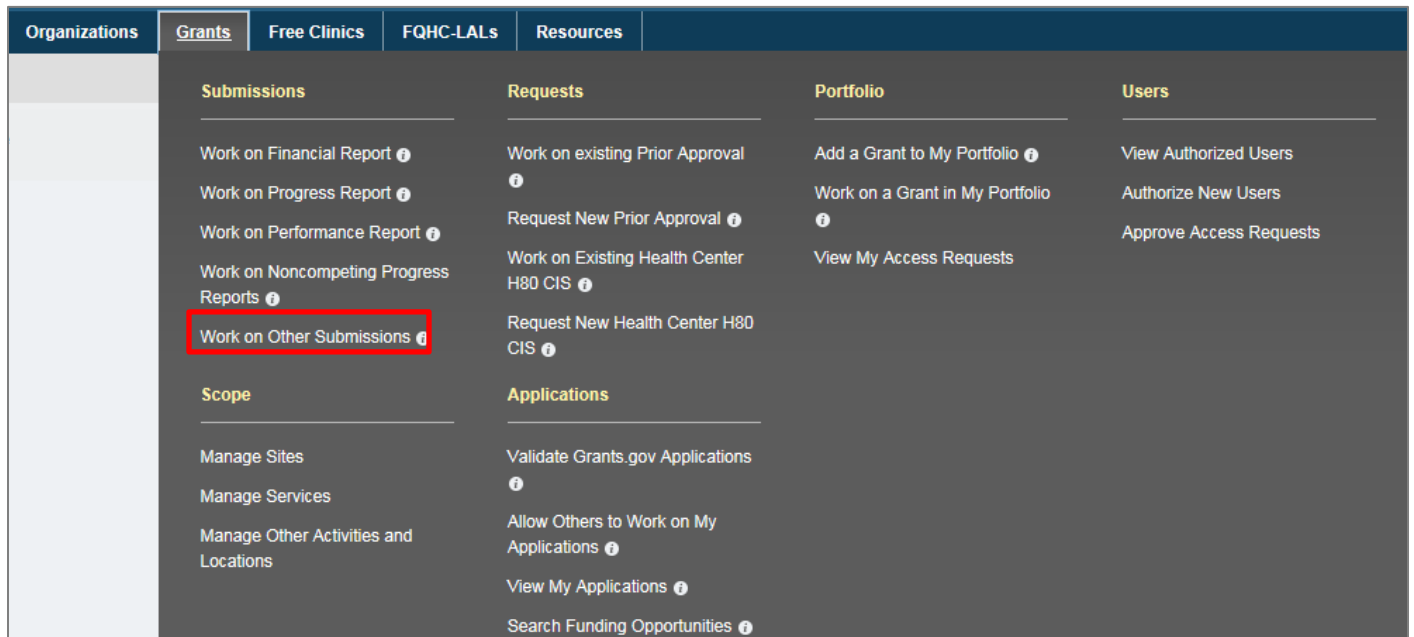 Organizations Grants Free Clinics FQHC-LALs Resources
Submissions
Work on Financial Report
Work on Progress Report
Work on Performance Report
Work on Noncompeting Progress
Reports
Work on Other Submissions
Requests
Work on existing Prior Approval
Request New Prior Approval
Work on Existing Health Center
H80 CIS
Request New Health Center H80
CIS
Portfolio
Add a Grant to My Portfolio
Work on a Grant in My Portfolio
View My Access Requests
Users
View Authorized Users
Authorize New Users
Approve Access Requests
Scope
Manage Sites
Manage Services
Manage Other Activities and
Locations
Applications
Validate Grants.gov Applications
Allow Others to Work on My
Applications
View My Applications
Search Funding Opportunities